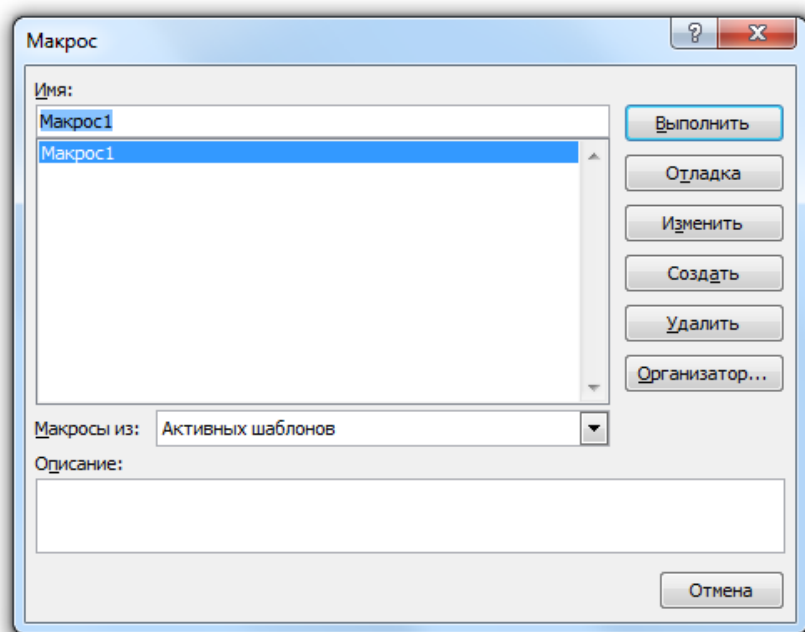 Макрос
Имя:
Макрос1
Макрос1
Выполнить
Отладка
Изменить
Создать
Удалить
Организатор...
Макросы из: Активных шаблонов
Описание:
Отмена